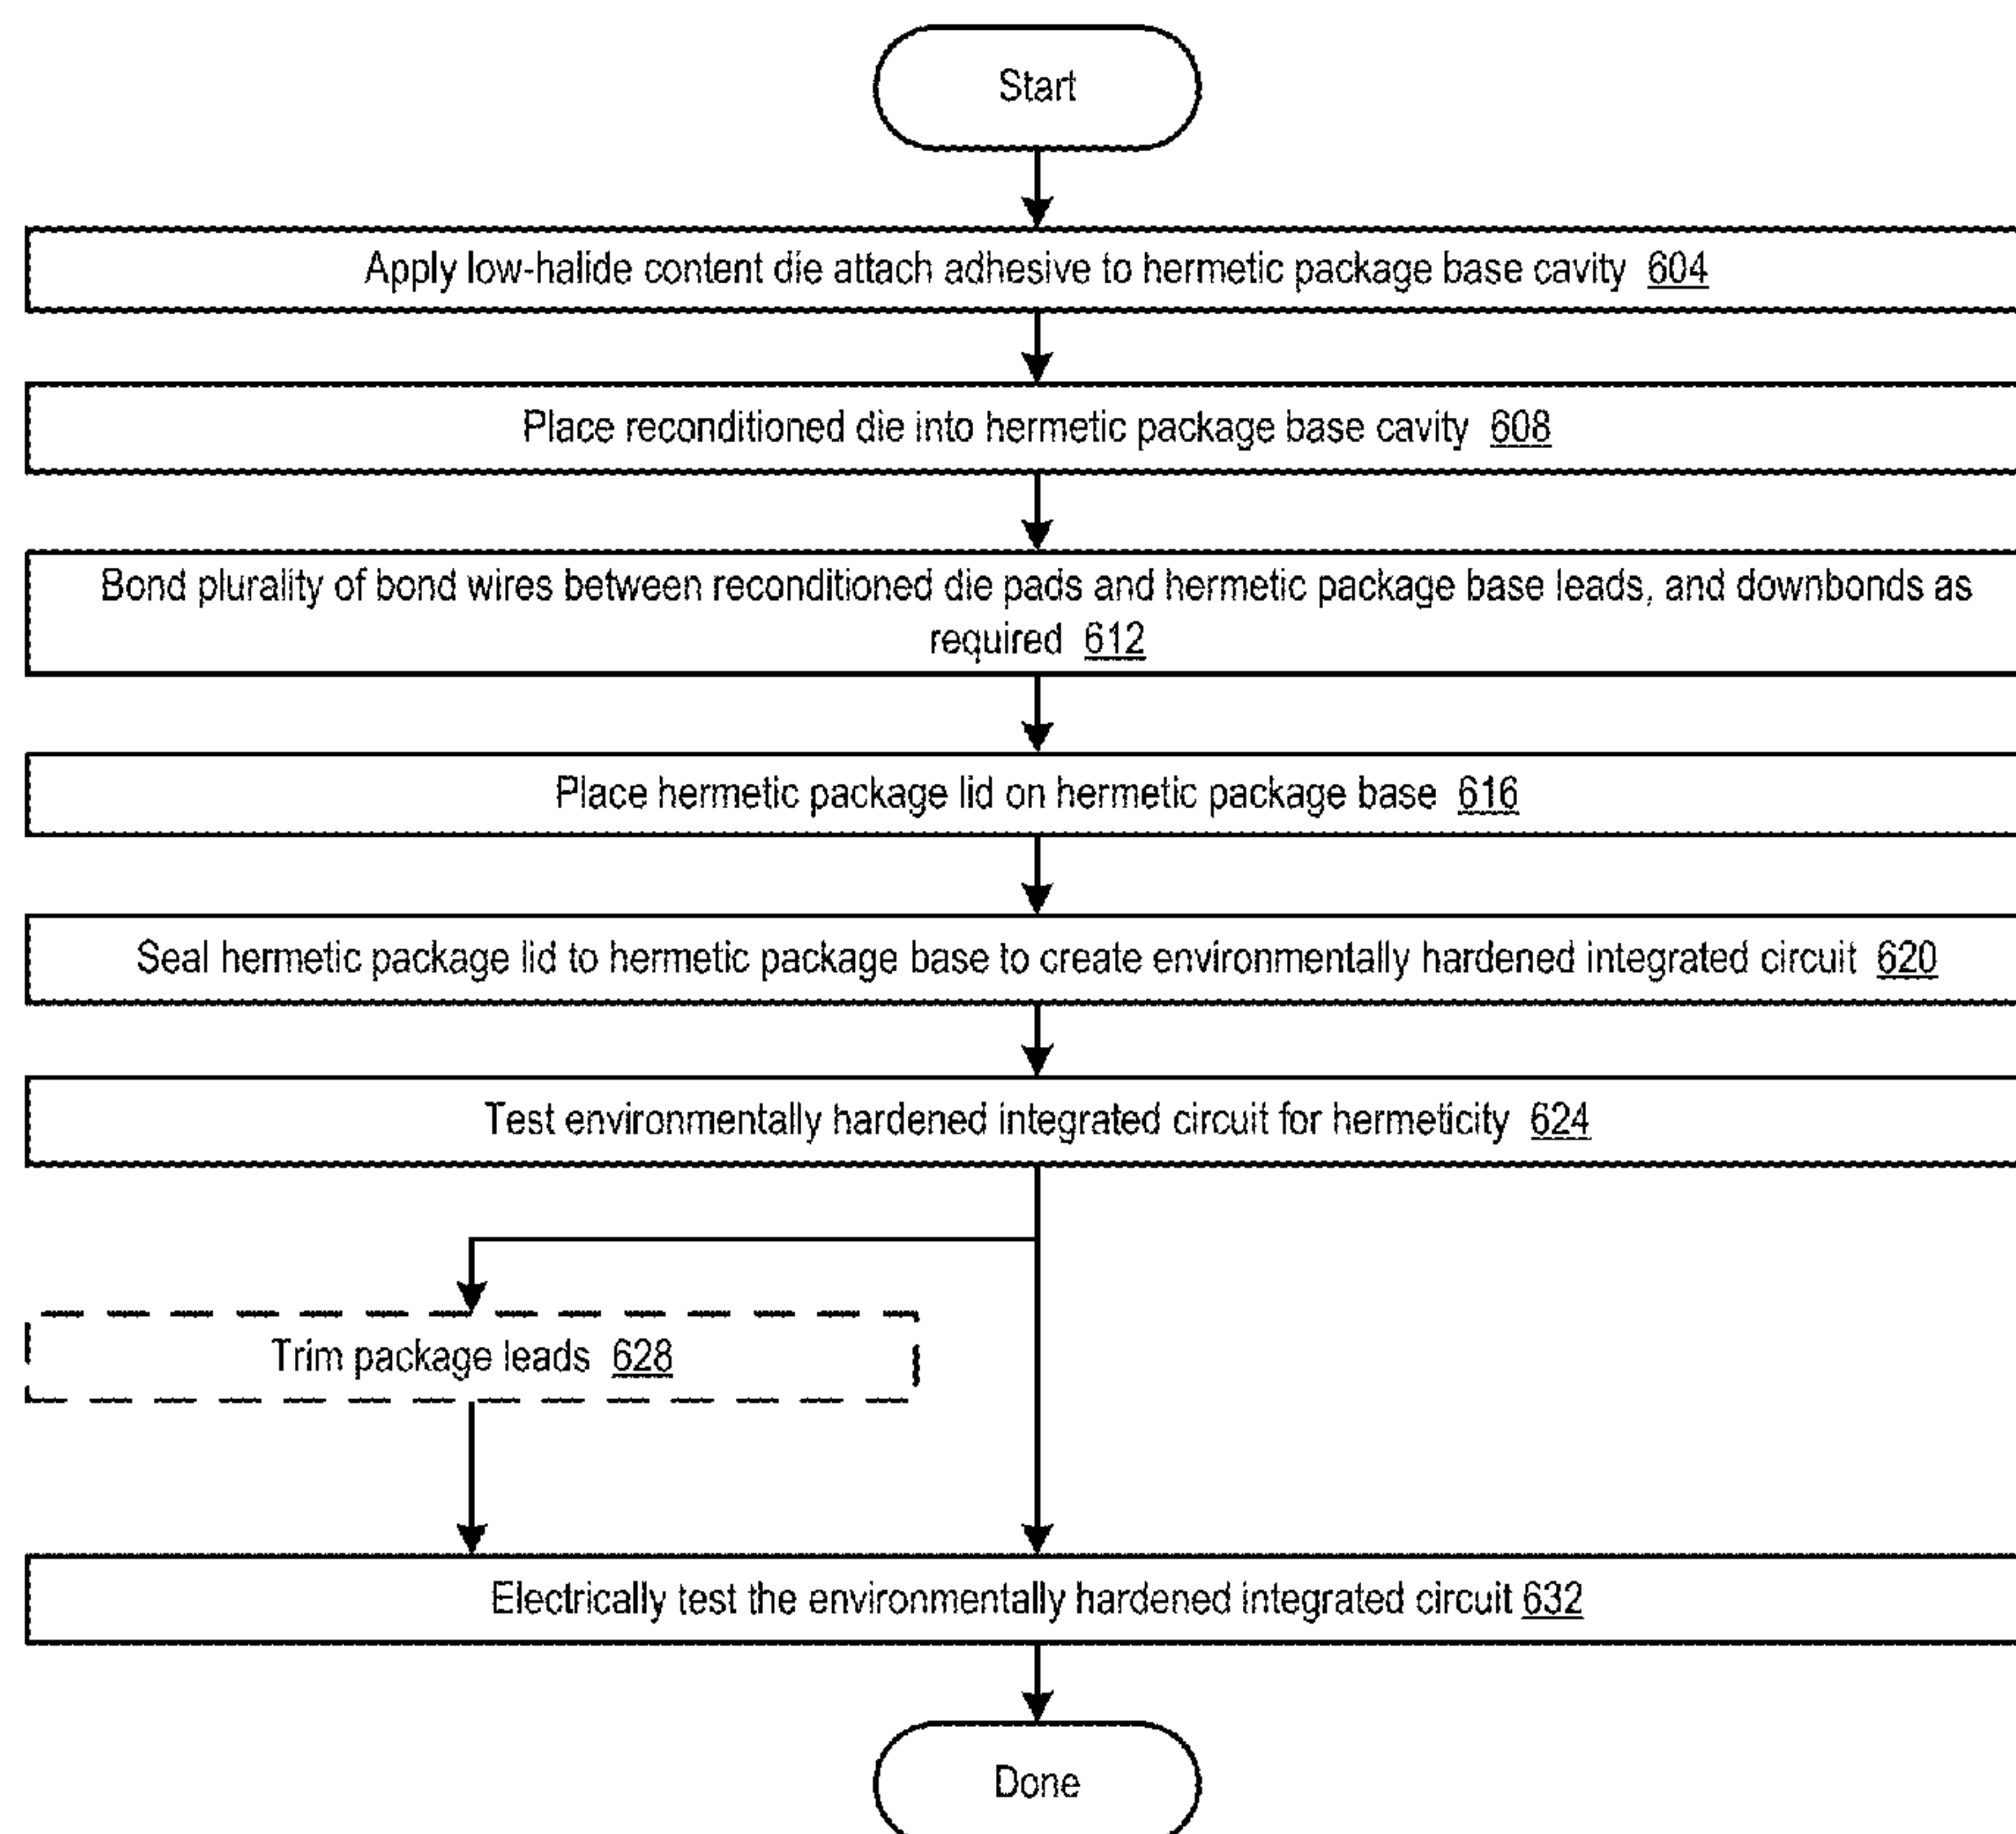 Start
Apply low-halide content die attach adhesive to hermetic package base cavity 604
Place reconditioned die into hermetic package base cavity 608
Bond plurality of bond wires between reconditioned die pads and hermetic package base leads, and downbonds as
required 612
Place hermetic package lid on hermetic package base 616
Seal hermetic package lid to hermetic package base to create environmentally hardened integrated circuit 620
Test environmentally hardened integrated circuit for hermeticity 624
Trim package leads 628
Electrically test the environmentally hardened integrated circuit 632
Done